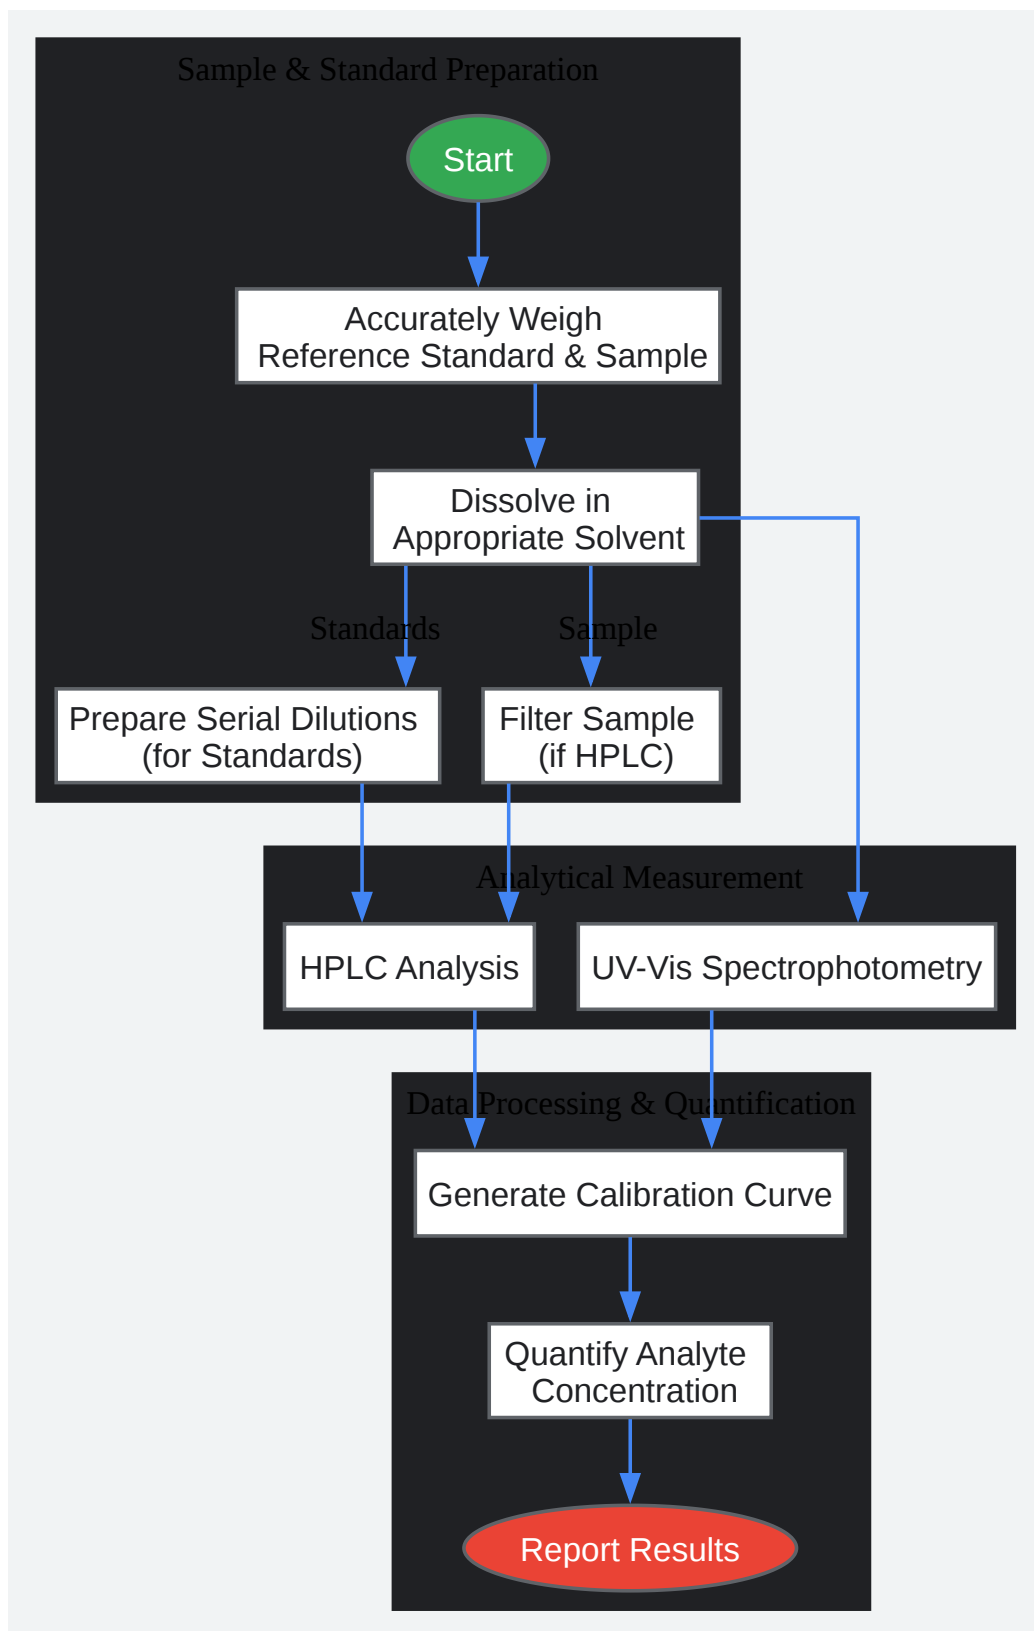 Sample & Standard Preparation
Start
Accurately Weigh
Reference Standard & Sample
Dissolve in
Appropriate Solvent
Standards
Sample
Prepare Serial Dilutions
(for Standards)
Filter Sample
(if HPLC)
Analytical Measurement
HPLC Analysis
UV-Vis Spectrophotometry
Data Processing & Quantification
Generate Calibration Curve
Quantify Analyte
Concentration
Report Results